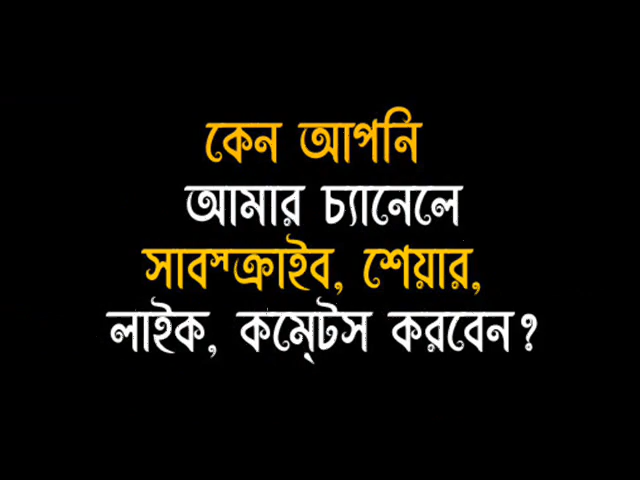 কেন আপনি
আমার চ্যানেলে
সাবস্ক্রাইব, শেয়ার,
লাইক, কমে্টস করবেন?